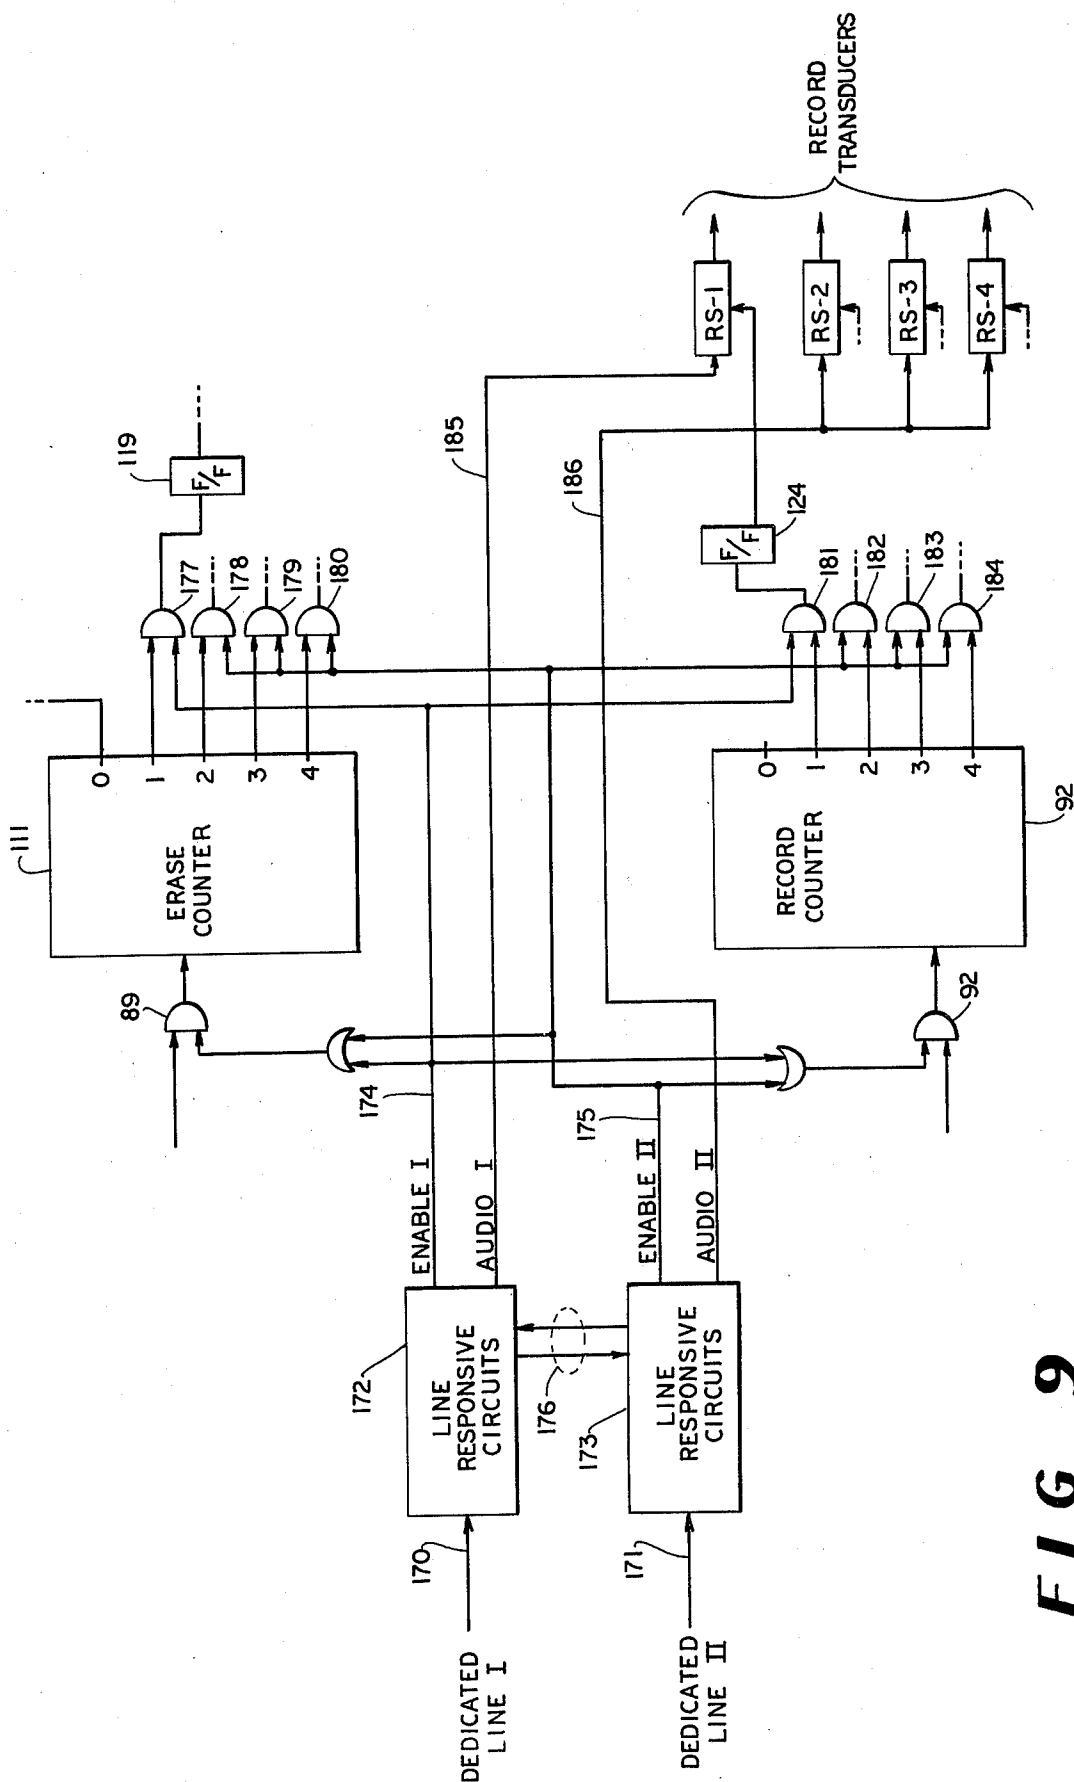 DEDICATED
LINE I
170
172
LINE
RESPONSIVE
CIRCUITS
ENABLE I
AUDIO I
174
176
DEDICATED
LINE II
171
173
LINE
RESPONSIVE
CIRCUITS
ENABLE II
AUDIO II
175
89
111
ERASE
COUNTER
0
1
2
3
4
177
178
179
180
119
F/F
185
186
92
RECORD
COUNTER
92
0
1
2
3
4
181
182
183
184
F/F
124
RS-1
RS-2
RS-3
RS-4
RECORD
TRANSDUCERS
FIG 9